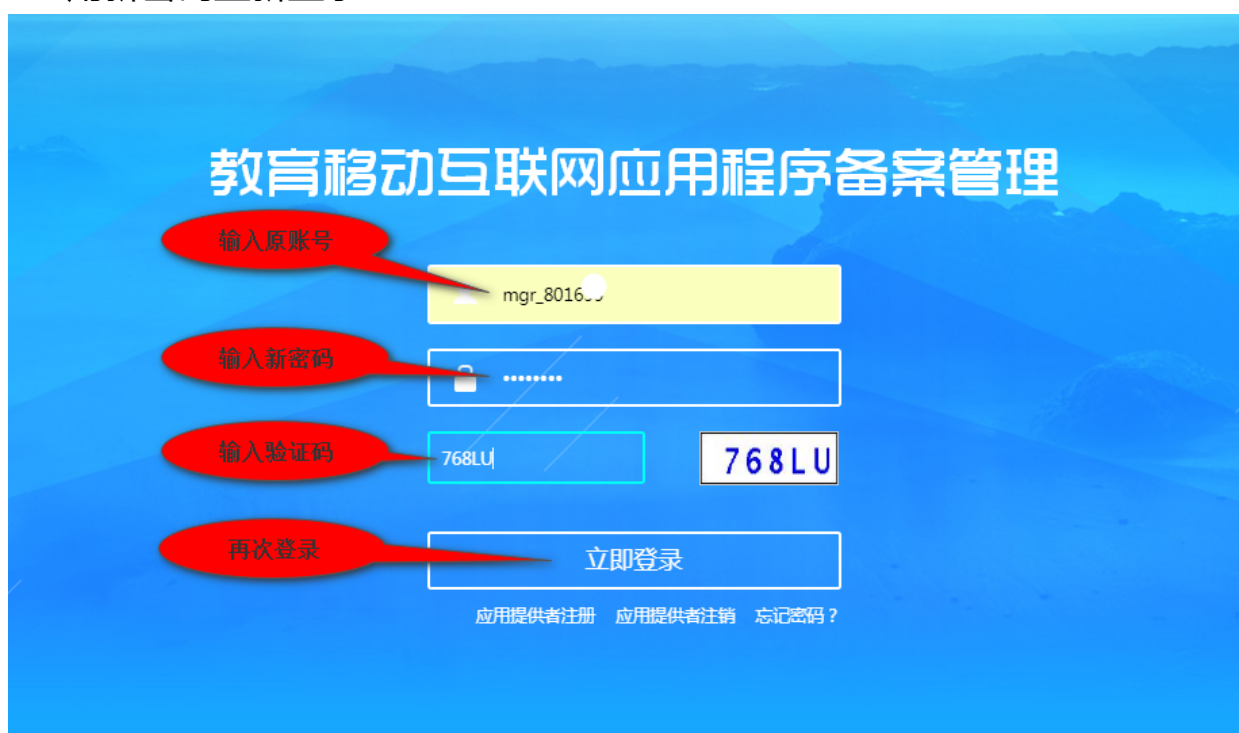 教育移动互联网应用程序备案管理
输入原账号
mgr_8016
输入新密码
输入验证码
768LU
768LU
再次登录
立即登录
应用提供者注册 应用提供者注销 忘记密码？